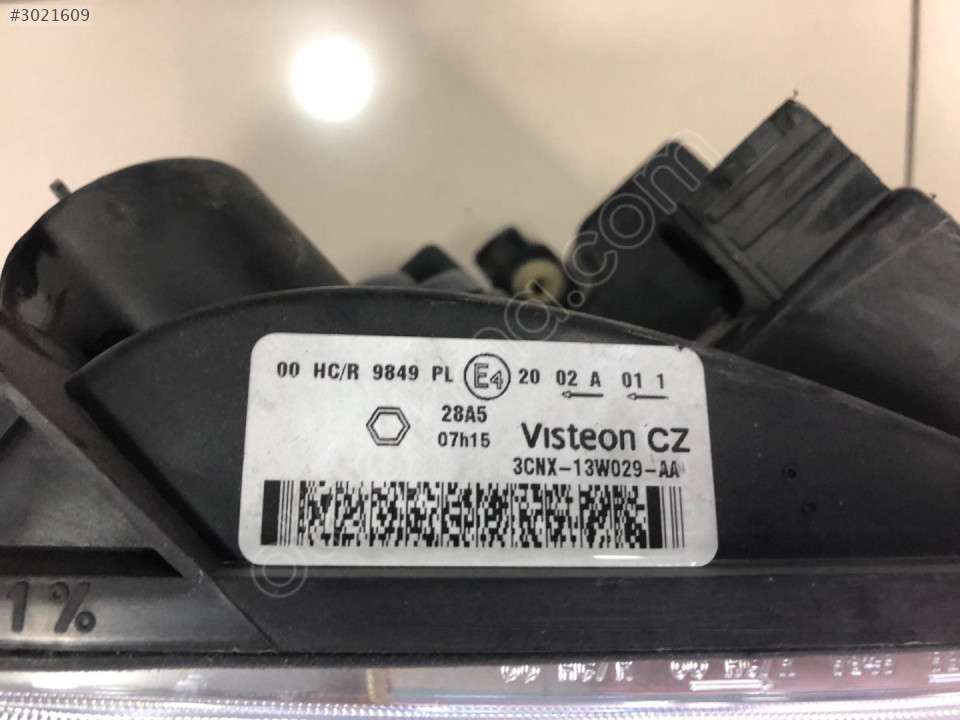 #3021609
00 HC/R 9849 PL E4 20 02 A 01 1
28A5
07h15 Visteon CZ
3CNX-13W029-AA
1%